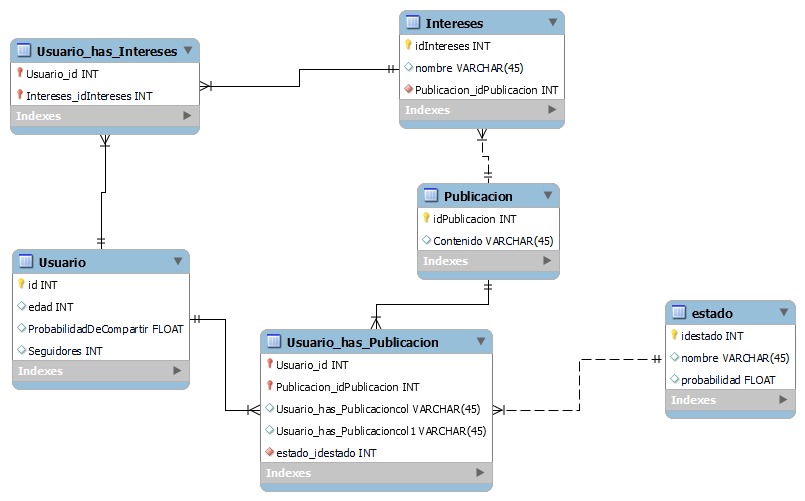 Usuario_has_Intereses
Usuario_id INT
Intereses_idIntereses INT
Indexes
Intereses
idIntereses INT
nombre VARCHAR(45)
Publicacion_idPublicacion INT
Indexes
Publicacion
idPublicacion INT
Contenido VARCHAR(45)
Indexes
Usuario
id INT
edad INT
ProbabilidadDeCompartir FLOAT
Seguidores INT
Indexes
Usuario_has_Publicacion
Usuario_id INT
Publicacion_idPublicacion INT
Usuario_has_Publicacioncol VARCHAR(45)
Usuario_has_Publicacioncol1 VARCHAR(45)
estado_idestado INT
Indexes
estado
idestado INT
nombre VARCHAR(45)
probabilidad FLOAT
Indexes